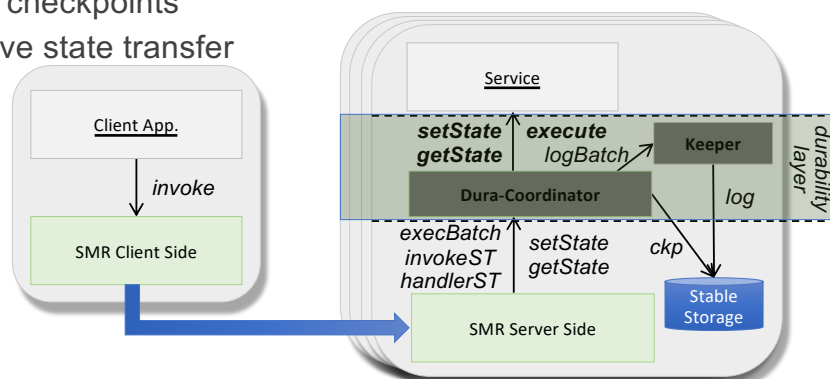 checkpoints
ve state transfer
Client App.
invoke
SMR Client Side
Service
setState execute
getState logBatch
Keeper
durability
layer
Dura-Coordinator
log
execBatch
invokeST
handlerST
setState
getState
ckp
Stable
Storage
SMR Server Side